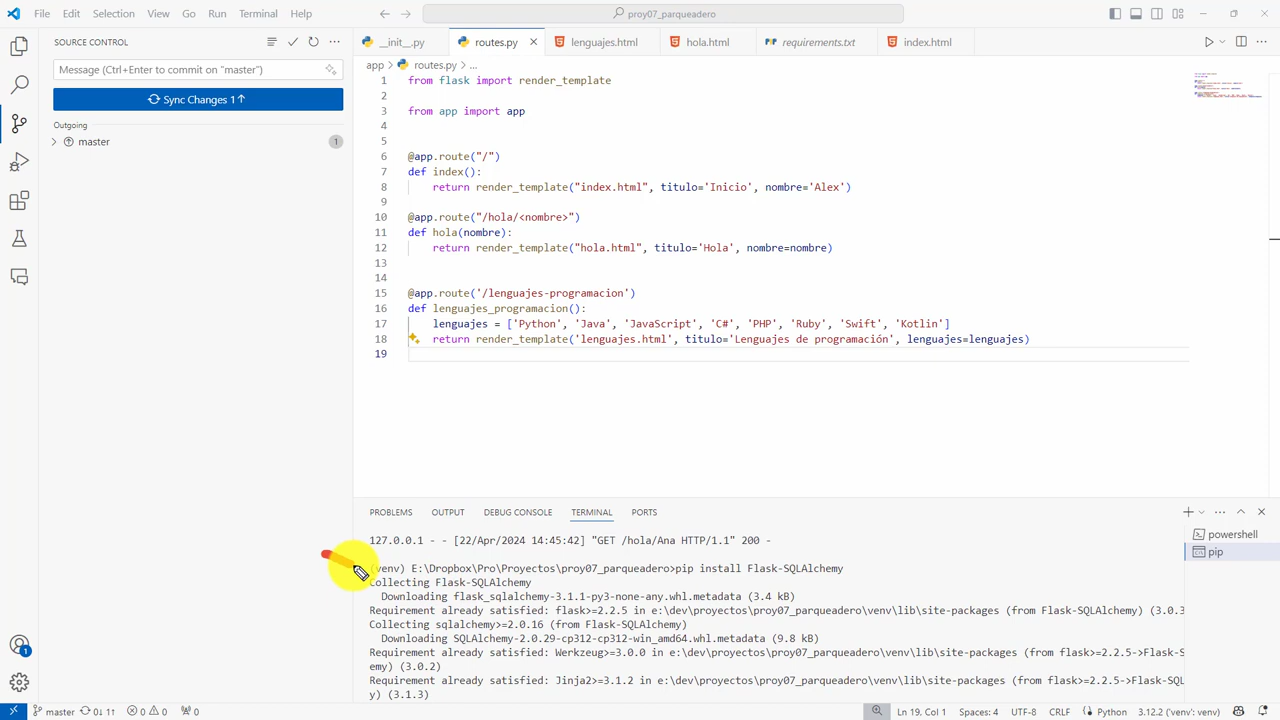 File Edit Selection View Go Run Terminal Help
proy07_parqueadero
SOURCE CONTROL
Message (Ctrl+Enter to commit on "master")
Sync Changes 1↑
Outgoing
master
1
__init__.py
routes.py
lenguajes.html
hola.html
requirements.txt
index.html
app > routes.py > ...
1 from flask import render_template
2
3 from app import app
4
5
6 @app.route("/")
7 def index():
8 return render_template("index.html", titulo='Inicio', nombre='Alex')
9
10 @app.route("/hola/<nombre>")
11 def hola(nombre):
12 return render_template("hola.html", titulo='Hola', nombre=nombre)
13
14
15 @app.route('/lenguajes-programacion')
16 def lenguajes_programacion():
17 lenguajes = ['Python', 'Java', 'JavaScript', 'C#', 'PHP', 'Ruby', 'Swift', 'Kotlin']
18 return render_template('lenguajes.html', titulo='Lenguajes de programación', lenguajes=lenguajes)
19
PROBLEMS OUTPUT DEBUG CONSOLE TERMINAL PORTS
powershell
pip
127.0.0.1 - - [22/Apr/2024 14:45:42] "GET /hola/Ana HTTP/1.1" 200 -
(venv) E:\Dropbox\Pro\Proyectos\proy07_parqueadero>pip install Flask-SQLAlchemy
Collecting Flask-SQLAlchemy
Downloading flask_sqlalchemy-3.1.1-py3-none-any.whl.metadata (3.4 kB)
Requirement already satisfied: flask>=2.2.5 in e:\dev\proyectos\proy07_parqueadero\venv\lib\site-packages (from Flask-SQLAlchemy) (3.0.3
Collecting sqlalchemy>=2.0.16 (from Flask-SQLAlchemy)
Downloading SQLAlchemy-2.0.29-cp312-cp312-win_amd64.whl.metadata (9.8 kB)
Requirement already satisfied: Werkzeug>=3.0.0 in e:\dev\proyectos\proy07_parqueadero\venv\lib\site-packages (from flask>=2.2.5->Flask-S
emy) (3.0.2)
Requirement already satisfied: Jinja2>=3.1.2 in e:\dev\proyectos\proy07_parqueadero\venv\lib\site-packages (from flask>=2.2.5->Flask-SQL
y) (3.1.3)
1
master 0↓ 1↑ 0 0 0
Ln 19, Col 1 Spaces: 4 UTF-8 CRLF Python 3.12.2 ('venv': venv)